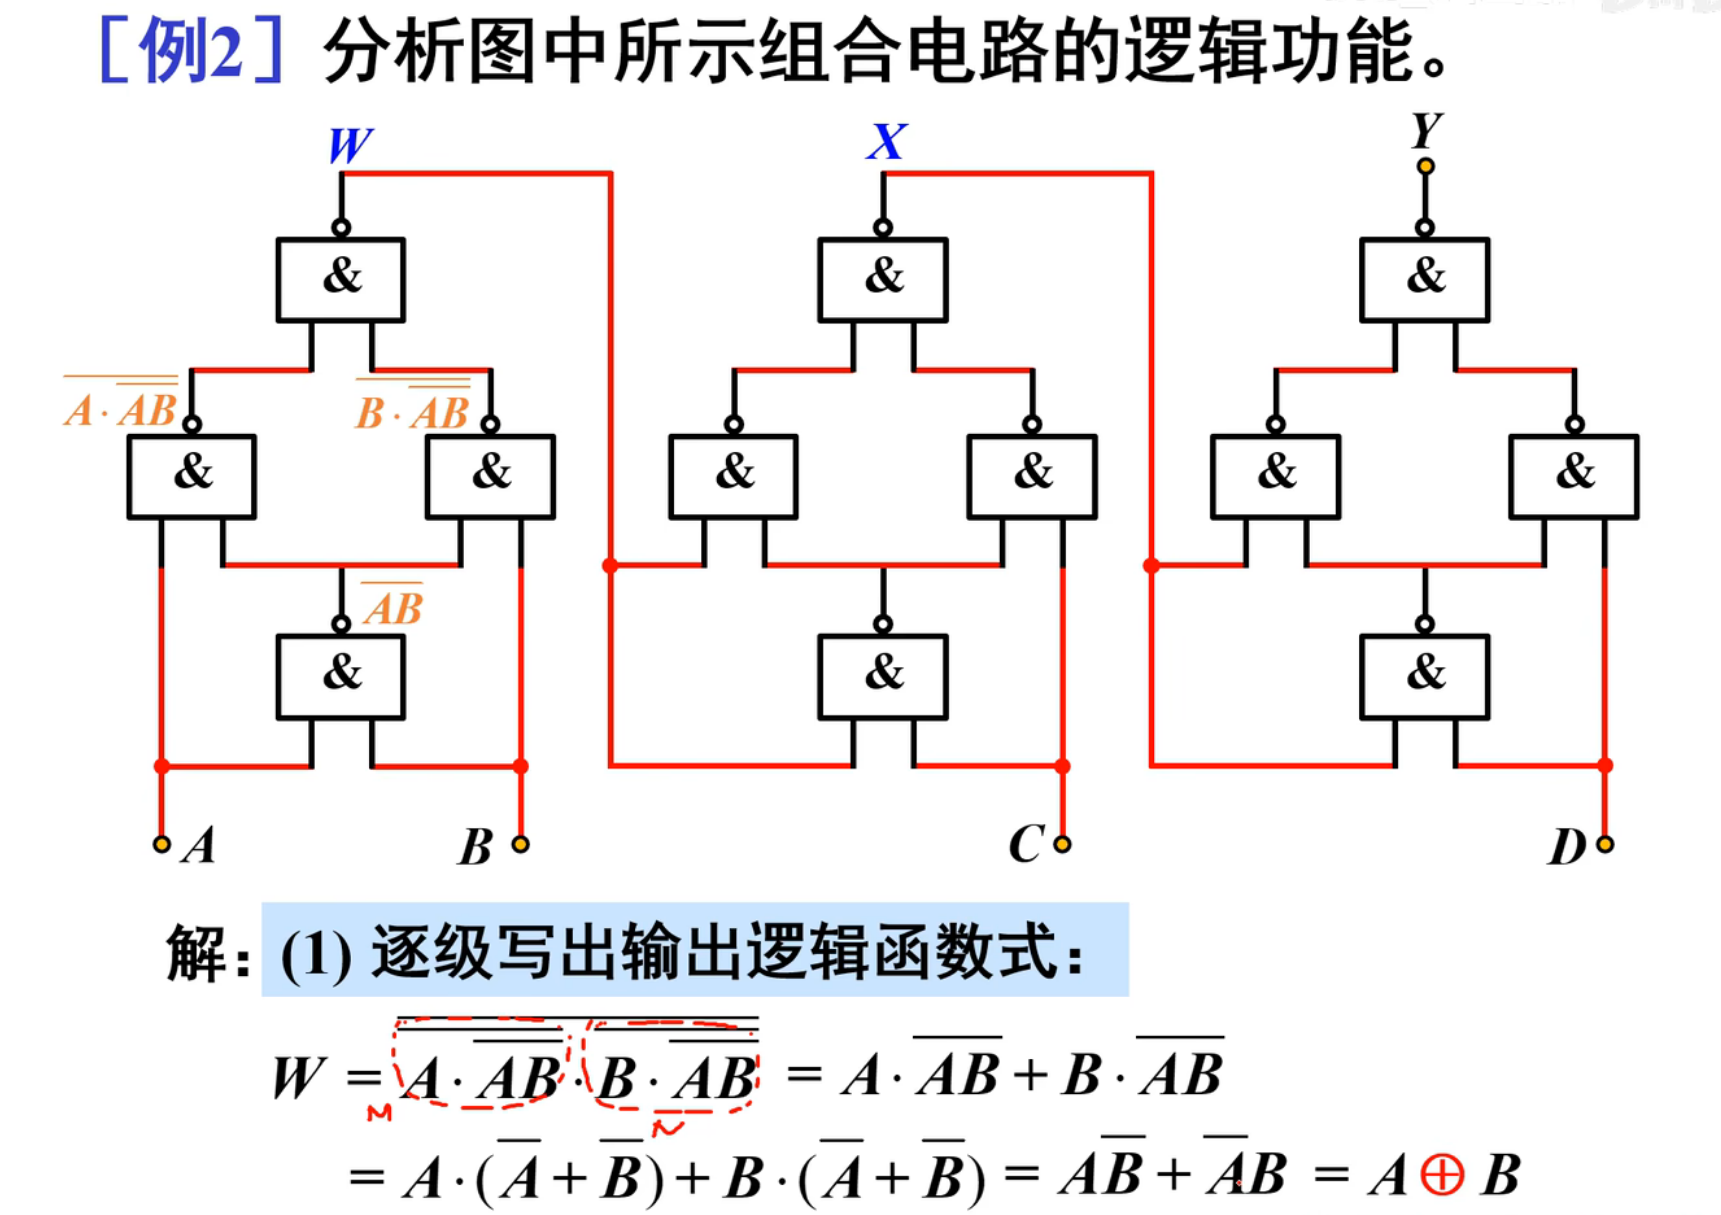 [例2] 分析图中所示组合电路的逻辑功能。
W X Y
& & &
$\overline{A \cdot \overline{AB}}$ $\overline{B \cdot \overline{AB}}$
& & & & & &
$\overline{AB}$
& & &
A B C D
解：(1) 逐级写出输出逻辑函数式：
$W = \overline{\overline{A \cdot \overline{AB}} \cdot \overline{B \cdot \overline{AB}}} = A \cdot \overline{AB} + B \cdot \overline{AB}$
M N
$= A \cdot (\overline{A} + \overline{B}) + B \cdot (\overline{A} + \overline{B}) = A\overline{B} + \overline{A}B = A \oplus B$